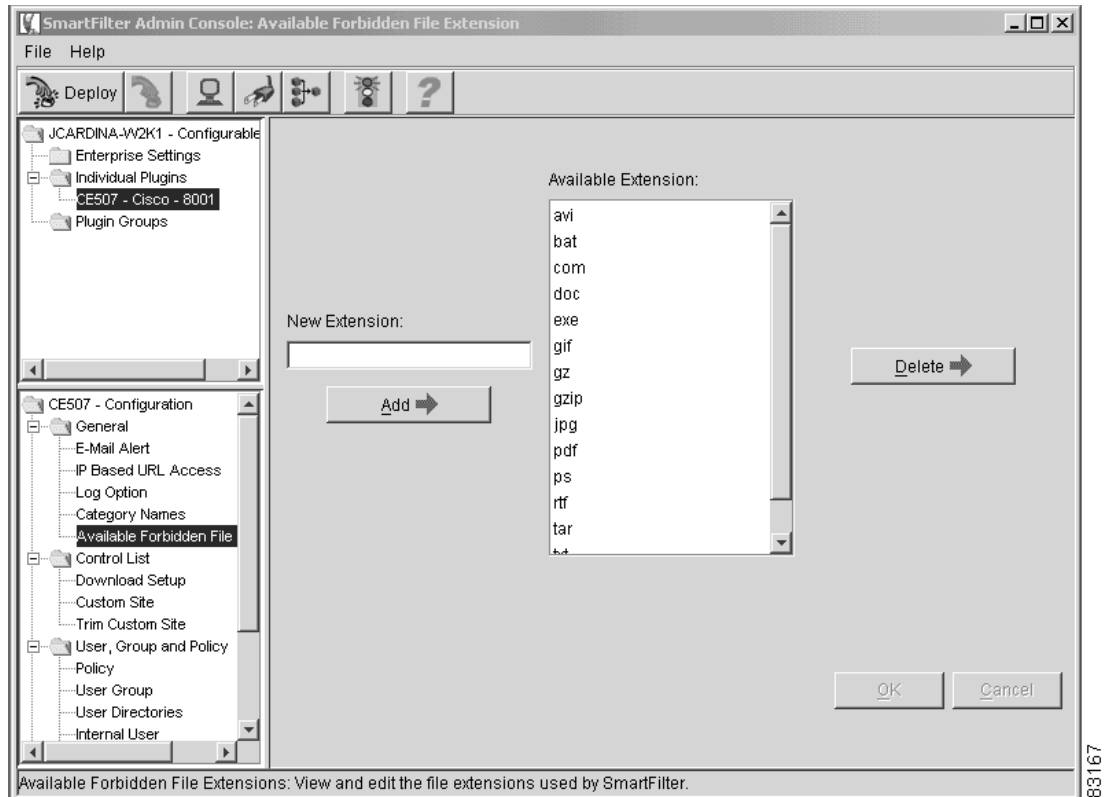 SmartFilter Admin Console: Available Forbidden File Extension
File Help
Deploy
JCARDINA-W2K1 - Configurable
Enterprise Settings
Individual Plugins
CE507 - Cisco - 8001
Plugin Groups
CE507 - Configuration
General
E-Mail Alert
IP Based URL Access
Log Option
Category Names
Available Forbidden File
Control List
Download Setup
Custom Site
Trim Custom Site
User, Group and Policy
Policy
User Group
User Directories
Internal User
New Extension:
Add
Available Extension:
avi
bat
com
doc
exe
gif
gz
gzip
jpg
pdf
ps
rtf
tar
Delete
OK Cancel
Available Forbidden File Extensions: View and edit the file extensions used by SmartFilter.
83167